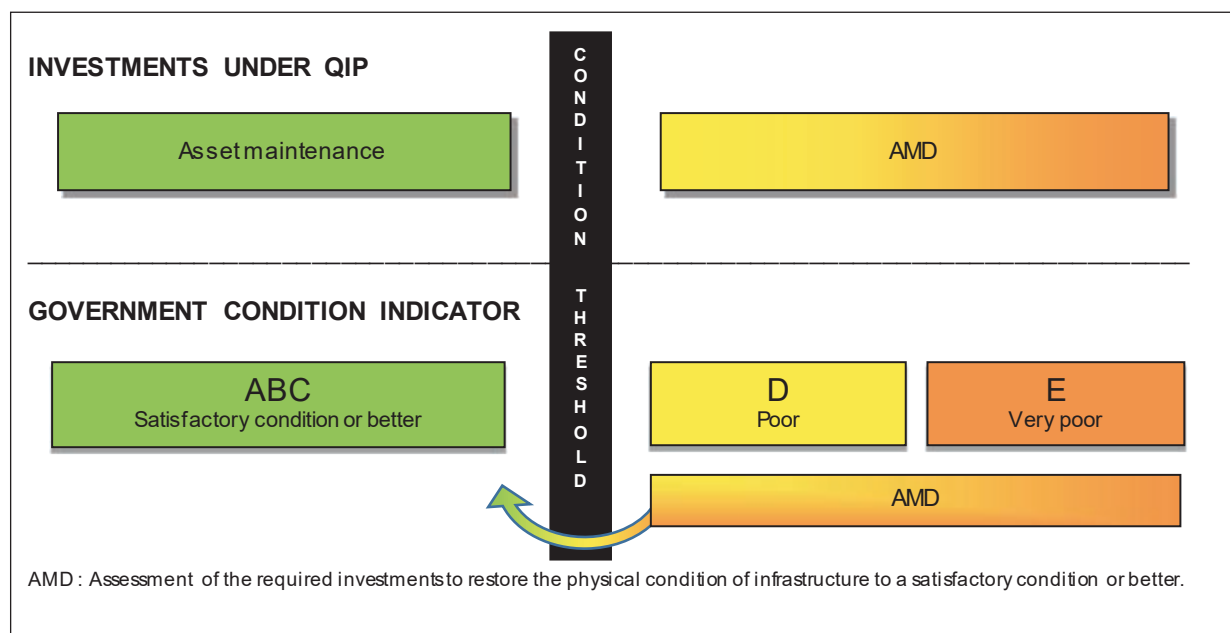 INVESTMENTS UNDER QIP
Asset maintenance
CONDITION THRESHOLD
AMD
GOVERNMENT CONDITION INDICATOR
ABC
Satisfactory condition or better
D
Poor
E
Very poor
AMD
AMD : Assessment of the required investments to restore the physical condition of infrastructure to a satisfactory condition or better.